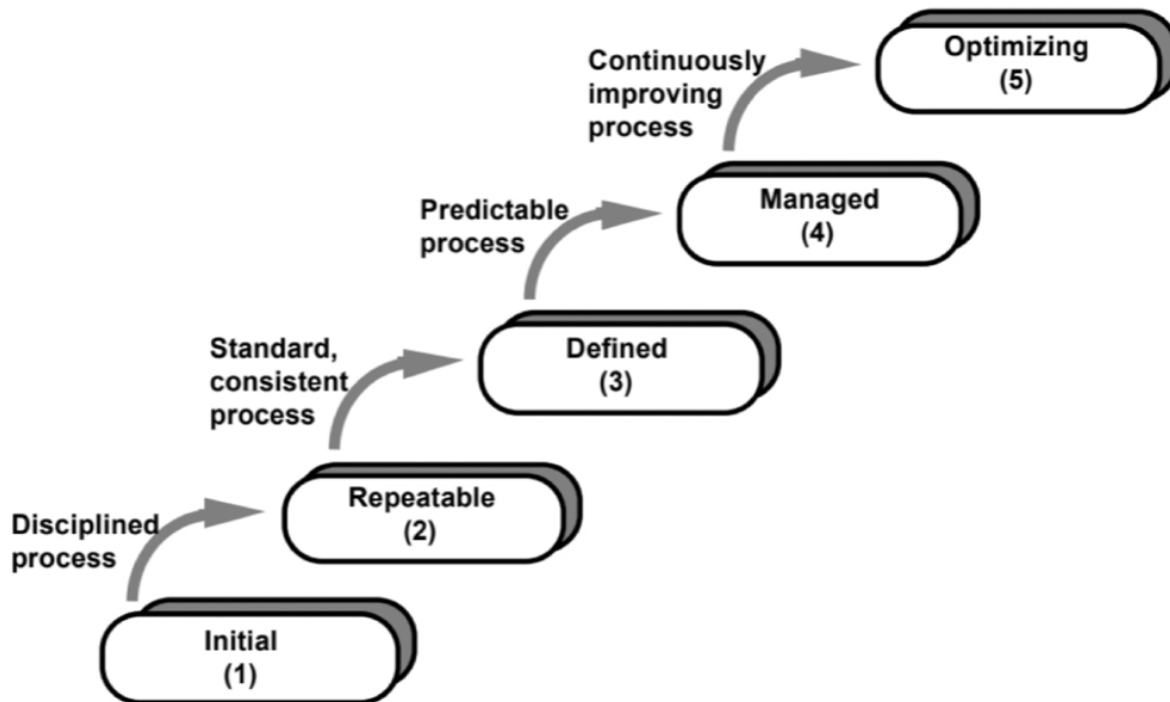 Continuously
improving
process
Optimizing
(5)
Predictable
process
Managed
(4)
Standard,
consistent
process
Defined
(3)
Disciplined
process
Repeatable
(2)
Initial
(1)